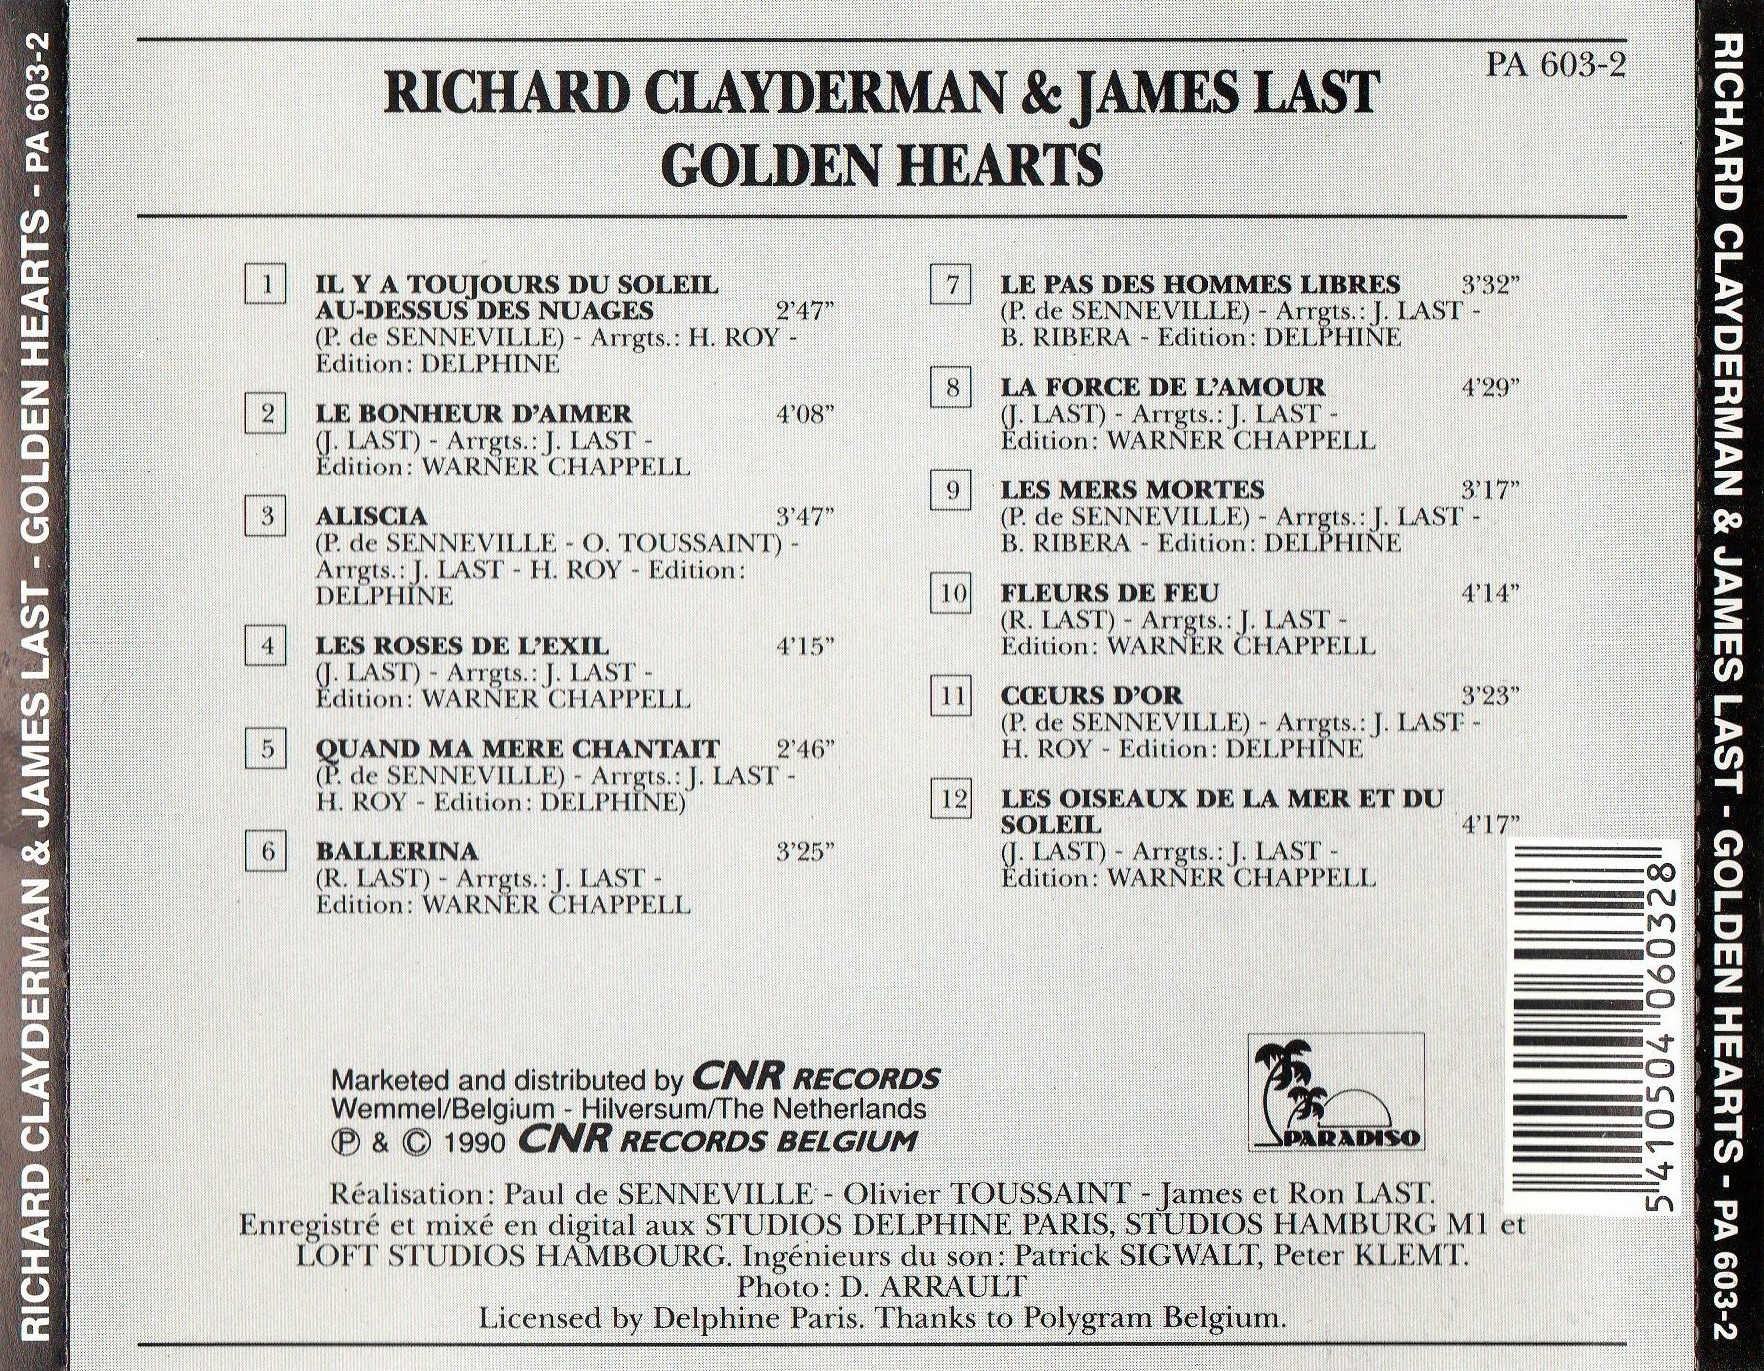 RICHARD CLAYDERMAN & JAMES LAST - GOLDEN HEARTS - PA 603-2
PA 603-2
RICHARD CLAYDERMAN & JAMES LAST
GOLDEN HEARTS
1 IL Y A TOUJOURS DU SOLEIL
AU-DESSUS DES NUAGES 2'47"
(P. de SENNEVILLE) - Arrgts.: H. ROY -
Edition: DELPHINE
2 LE BONHEUR D'AIMER 4'08"
(J. LAST) - Arrgts.: J. LAST -
Edition: WARNER CHAPPELL
3 ALISCIA 3'47"
(P. de SENNEVILLE - O. TOUSSAINT) -
Arrgts.: J. LAST - H. ROY - Edition:
DELPHINE
4 LES ROSES DE L'EXIL 4'15"
(J. LAST) - Arrgts.: J. LAST -
Edition: WARNER CHAPPELL
5 QUAND MA MERE CHANTAIT 2'46"
(P. de SENNEVILLE) - Arrgts.: J. LAST -
H. ROY - Edition: DELPHINE)
6 BALLERINA 3'25"
(R. LAST) - Arrgts.: J. LAST -
Edition: WARNER CHAPPELL
7 LE PAS DES HOMMES LIBRES 3'32"
(P. de SENNEVILLE) - Arrgts.: J. LAST -
B. RIBERA - Edition: DELPHINE
8 LA FORCE DE L'AMOUR 4'29"
(J. LAST) - Arrgts.: J. LAST -
Edition: WARNER CHAPPELL
9 LES MERS MORTES 3'17"
(P. de SENNEVILLE) - Arrgts.: J. LAST -
B. RIBERA - Edition: DELPHINE
10 FLEURS DE FEU 4'14"
(R. LAST) - Arrgts.: J. LAST -
Edition: WARNER CHAPPELL
11 CŒURS D'OR 3'23"
(P. de SENNEVILLE) - Arrgts.: J. LAST -
H. ROY - Edition: DELPHINE
12 LES OISEAUX DE LA MER ET DU
SOLEIL 4'17"
(J. LAST) - Arrgts.: J. LAST -
Edition: WARNER CHAPPELL
Marketed and distributed by CNR RECORDS
Wemmel/Belgium - Hilversum/The Netherlands
℗ & © 1990 CNR RECORDS BELGIUM
PARADISO
5410504060328
Réalisation: Paul de SENNEVILLE - Olivier TOUSSAINT - James et Ron LAST.
Enregistré et mixé en digital aux STUDIOS DELPHINE PARIS, STUDIOS HAMBURG M1 et
LOFT STUDIOS HAMBOURG. Ingénieurs du son: Patrick SIGWALT, Peter KLEMT.
Photo: D. ARRAULT
Licensed by Delphine Paris. Thanks to Polygram Belgium.
RICHARD CLAYDERMAN & JAMES LAST - GOLDEN HEARTS - PA 603-2